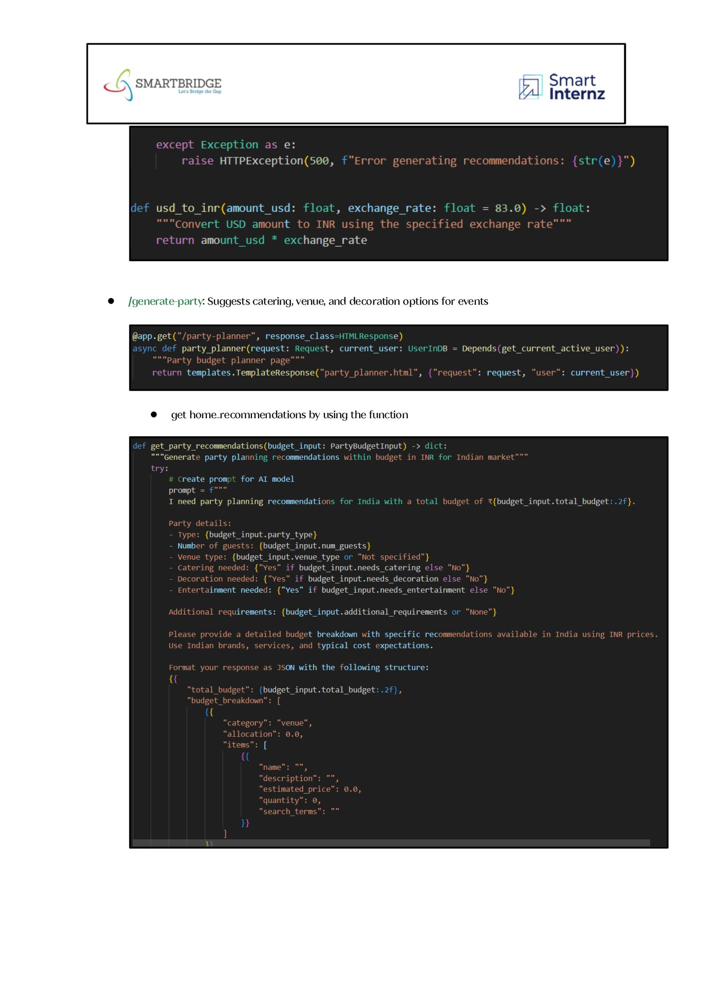 SMARTBRIDGE
Let's Bridge the Gap
Smart
Internz
    except Exception as e:
        raise HTTPException(500, f"Error generating recommendations: {str(e)}")
def usd_to_inr(amount_usd: float, exchange_rate: float = 83.0) -> float:
    """Convert USD amount to INR using the specified exchange rate"""
    return amount_usd * exchange_rate
● /generate-party: Suggests catering, venue, and decoration options for events
@app.get("/party-planner", response_class=HTMLResponse)
async def party_planner(request: Request, current_user: UserInDB = Depends(get_current_active_user)):
    """Party budget planner page"""
    return templates.TemplateResponse("party_planner.html", {"request": request, "user": current_user})
● get home_recommendations by using the function
def get_party_recommendations(budget_input: PartyBudgetInput) -> dict:
    """Generate party planning recommendations within budget in INR for Indian market"""
    try:
        # Create prompt for AI model
        prompt = f"""
        I need party planning recommendations for India with a total budget of ₹{budget_input.total_budget:.2f}.
        Party details:
        - Type: {budget_input.party_type}
        - Number of guests: {budget_input.num_guests}
        - Venue type: {budget_input.venue_type or "Not specified"}
        - Catering needed: {"Yes" if budget_input.needs_catering else "No"}
        - Decoration needed: {"Yes" if budget_input.needs_decoration else "No"}
        - Entertainment needed: {"Yes" if budget_input.needs_entertainment else "No"}
        Additional requirements: {budget_input.additional_requirements or "None"}
        Please provide a detailed budget breakdown with specific recommendations available in India using INR prices.
        Use Indian brands, services, and typical cost expectations.
        Format your response as JSON with the following structure:
        {{
            "total_budget": {budget_input.total_budget:.2f},
            "budget_breakdown": [
                {{
                    "category": "venue",
                    "allocation": 0.0,
                    "items": [
                        {{
                            "name": "",
                            "description": "",
                            "estimated_price": 0.0,
                            "quantity": 0,
                            "search_terms": ""
                        }}
                    ]
                }}